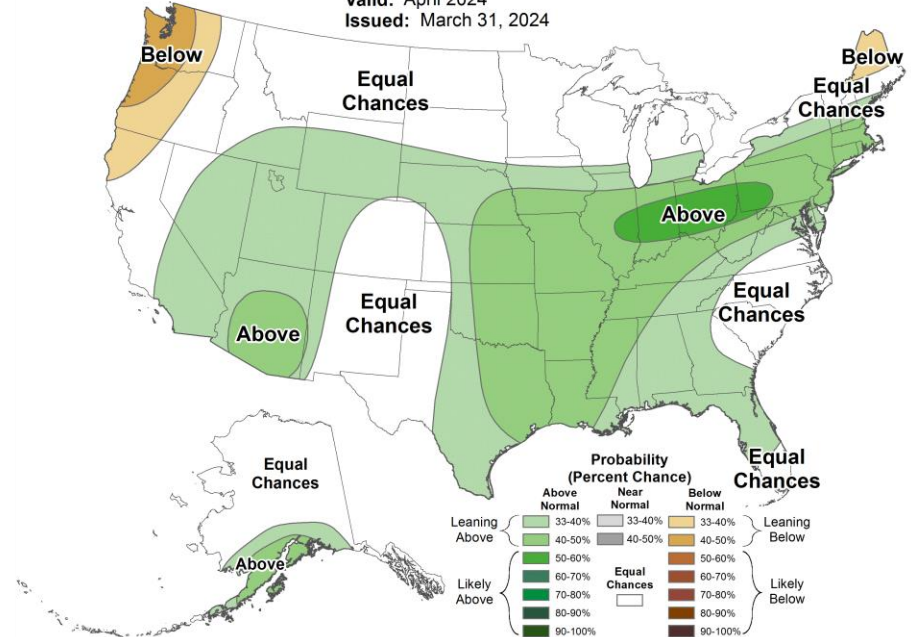 Valid: April 2024
Issued: March 31, 2024
Below
Equal
Chances
Below
Equal
Chances
Above
Equal
Chances
Above
Equal
Chances
Equal
Chances
Above
Equal
Chances
Probability
(Percent Chance)
Above
Normal
Near
Normal
Below
Normal
Leaning
Above
33-40%
33-40%
33-40%
Leaning
Below
40-50%
40-50%
40-50%
Likely
Above
50-60%
50-60%
Likely
Below
60-70%
Equal
Chances
60-70%
70-80%
70-80%
80-90%
80-90%
90-100%
90-100%